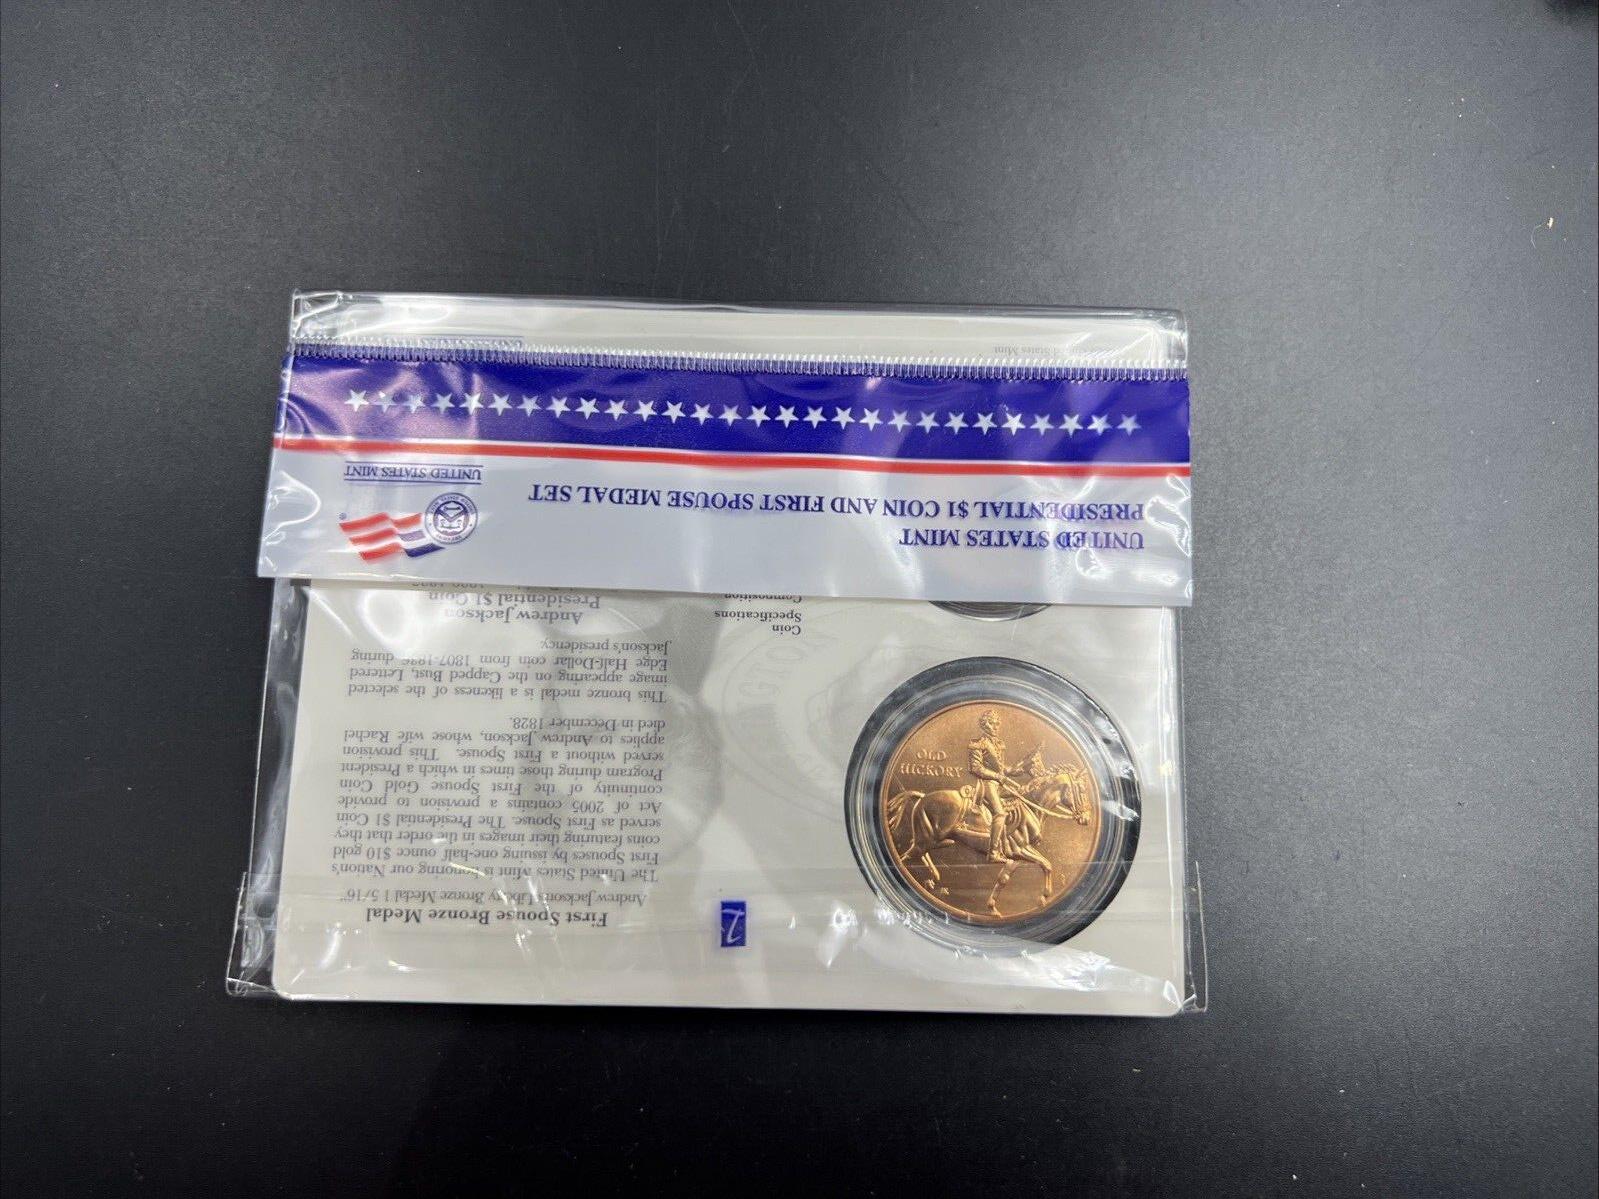 UNITED STATES MINT
PRESIDENTIAL $1 COIN AND FIRST SPOUSE MEDAL SET
UNITED STATES MINT
First Spouse Bronze Medal
Andrew Jackson's Liberty Bronze Medal 1 5/16"
The United States Mint is honoring our Nation's
First Spouses by issuing one-half ounce $10 gold
coins featuring their images in the order that they
served as First Spouse. The Presidential $1 Coin
Act of 2005 contains a provision to provide
continuity of the First Spouse Gold Coin
Program during those times in which a President
served without a First Spouse. This provision
applies to Andrew Jackson, whose wife Rachel
died in December 1828.
This bronze medal is a likeness of the selected
image appearing on the Capped Bust, Lettered
Edge Half-Dollar coin from 1807-1836 during
Jackson's presidency.
Andrew Jackson
Presidential $1 Coin
Coin
Specifications
Composition
7
OLD
HICKORY
States Mint